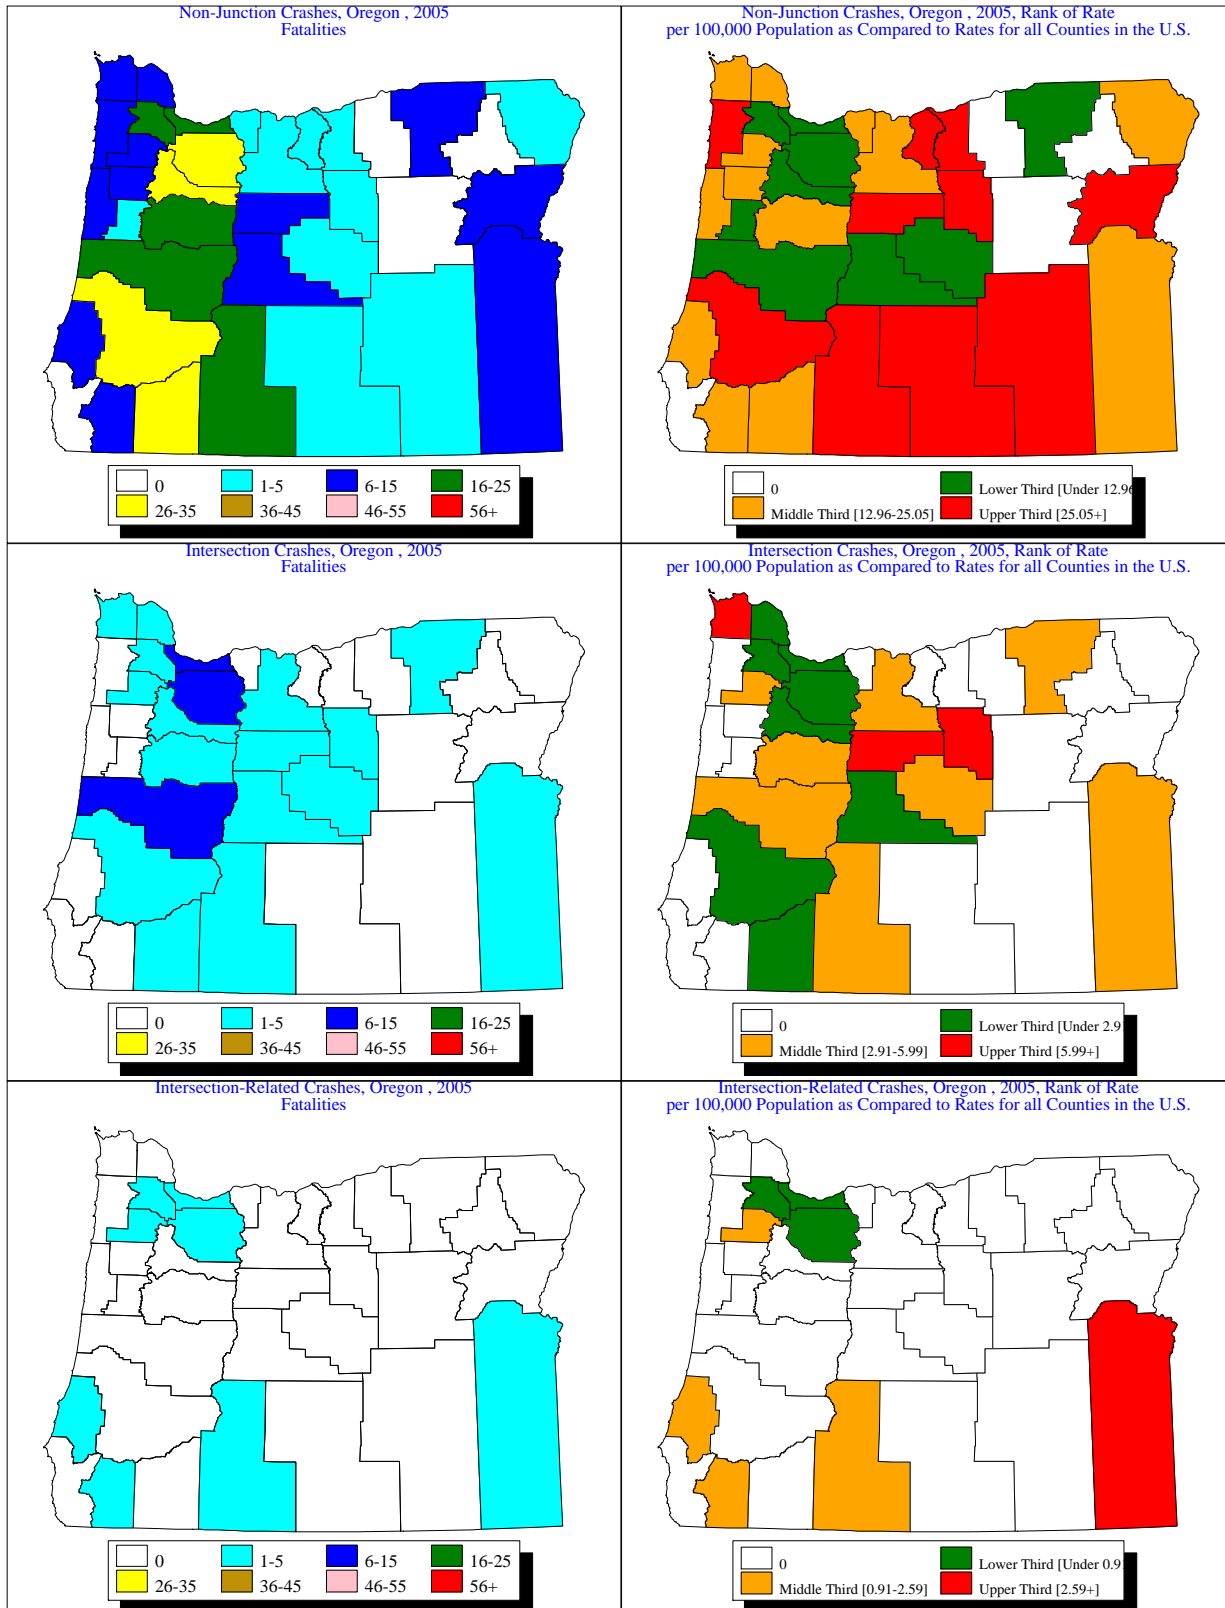 Non-Junction Crashes, Oregon , 2005
Fatalities
0
1-5
6-15
16-25
26-35
36-45
46-55
56+
Non-Junction Crashes, Oregon , 2005, Rank of Rate
per 100,000 Population as Compared to Rates for all Counties in the U.S.
0
Lower Third [Under 12.96
Middle Third [12.96-25.05]
Upper Third [25.05+]
Intersection Crashes, Oregon , 2005
Fatalities
0
1-5
6-15
16-25
26-35
36-45
46-55
56+
Intersection Crashes, Oregon , 2005, Rank of Rate
per 100,000 Population as Compared to Rates for all Counties in the U.S.
0
Lower Third [Under 2.9
Middle Third [2.91-5.99]
Upper Third [5.99+]
Intersection-Related Crashes, Oregon , 2005
Fatalities
0
1-5
6-15
16-25
26-35
36-45
46-55
56+
Intersection-Related Crashes, Oregon , 2005, Rank of Rate
per 100,000 Population as Compared to Rates for all Counties in the U.S.
0
Lower Third [Under 0.9
Middle Third [0.91-2.59]
Upper Third [2.59+]